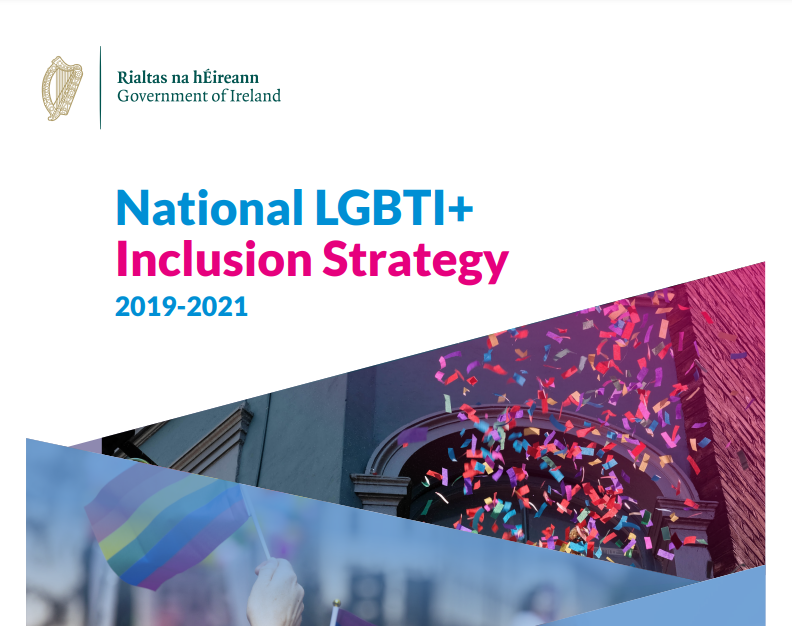 Rialtas na hÉireann
Government of Ireland
National LGBTI+
Inclusion Strategy
2019-2021